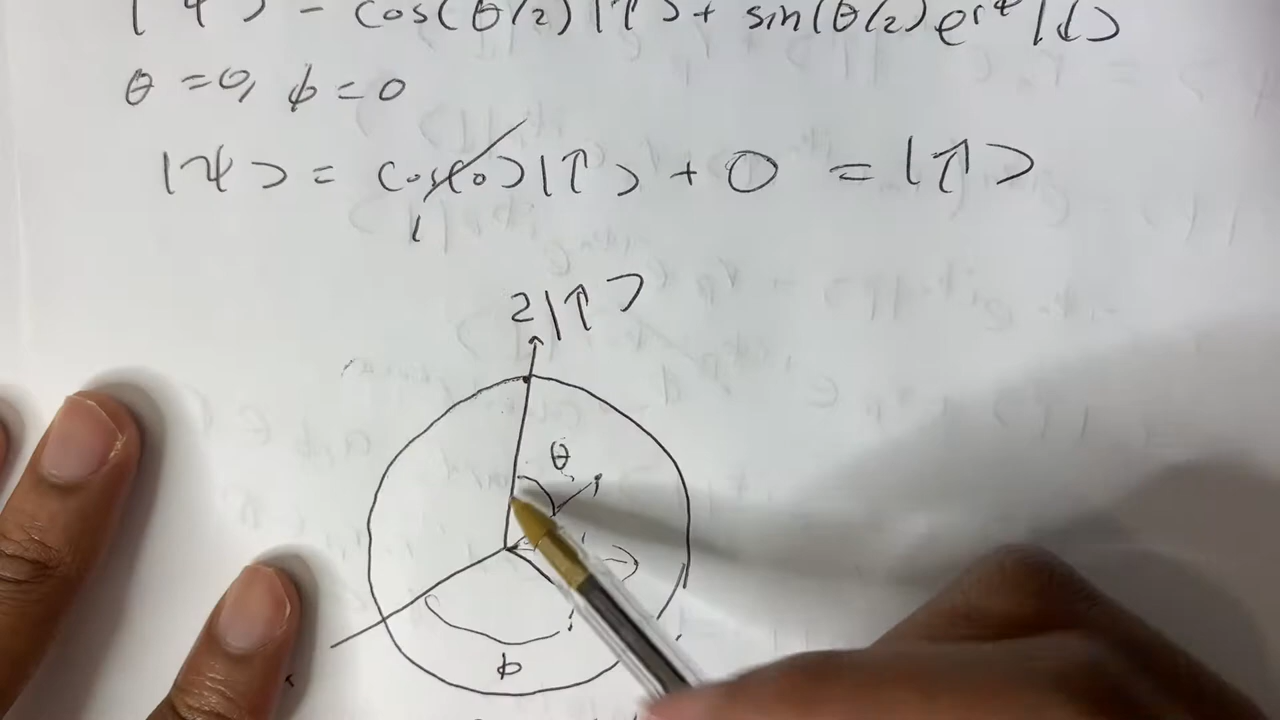 |ψ⟩ = cos(θ/2)|↑⟩ + sin(θ/2)e^{iφ}|↓⟩
θ = 0, ϕ = 0
|ψ⟩ = cos(0)|↑⟩ + 0 = |↑⟩
1
z|↑⟩
θ
ϕ